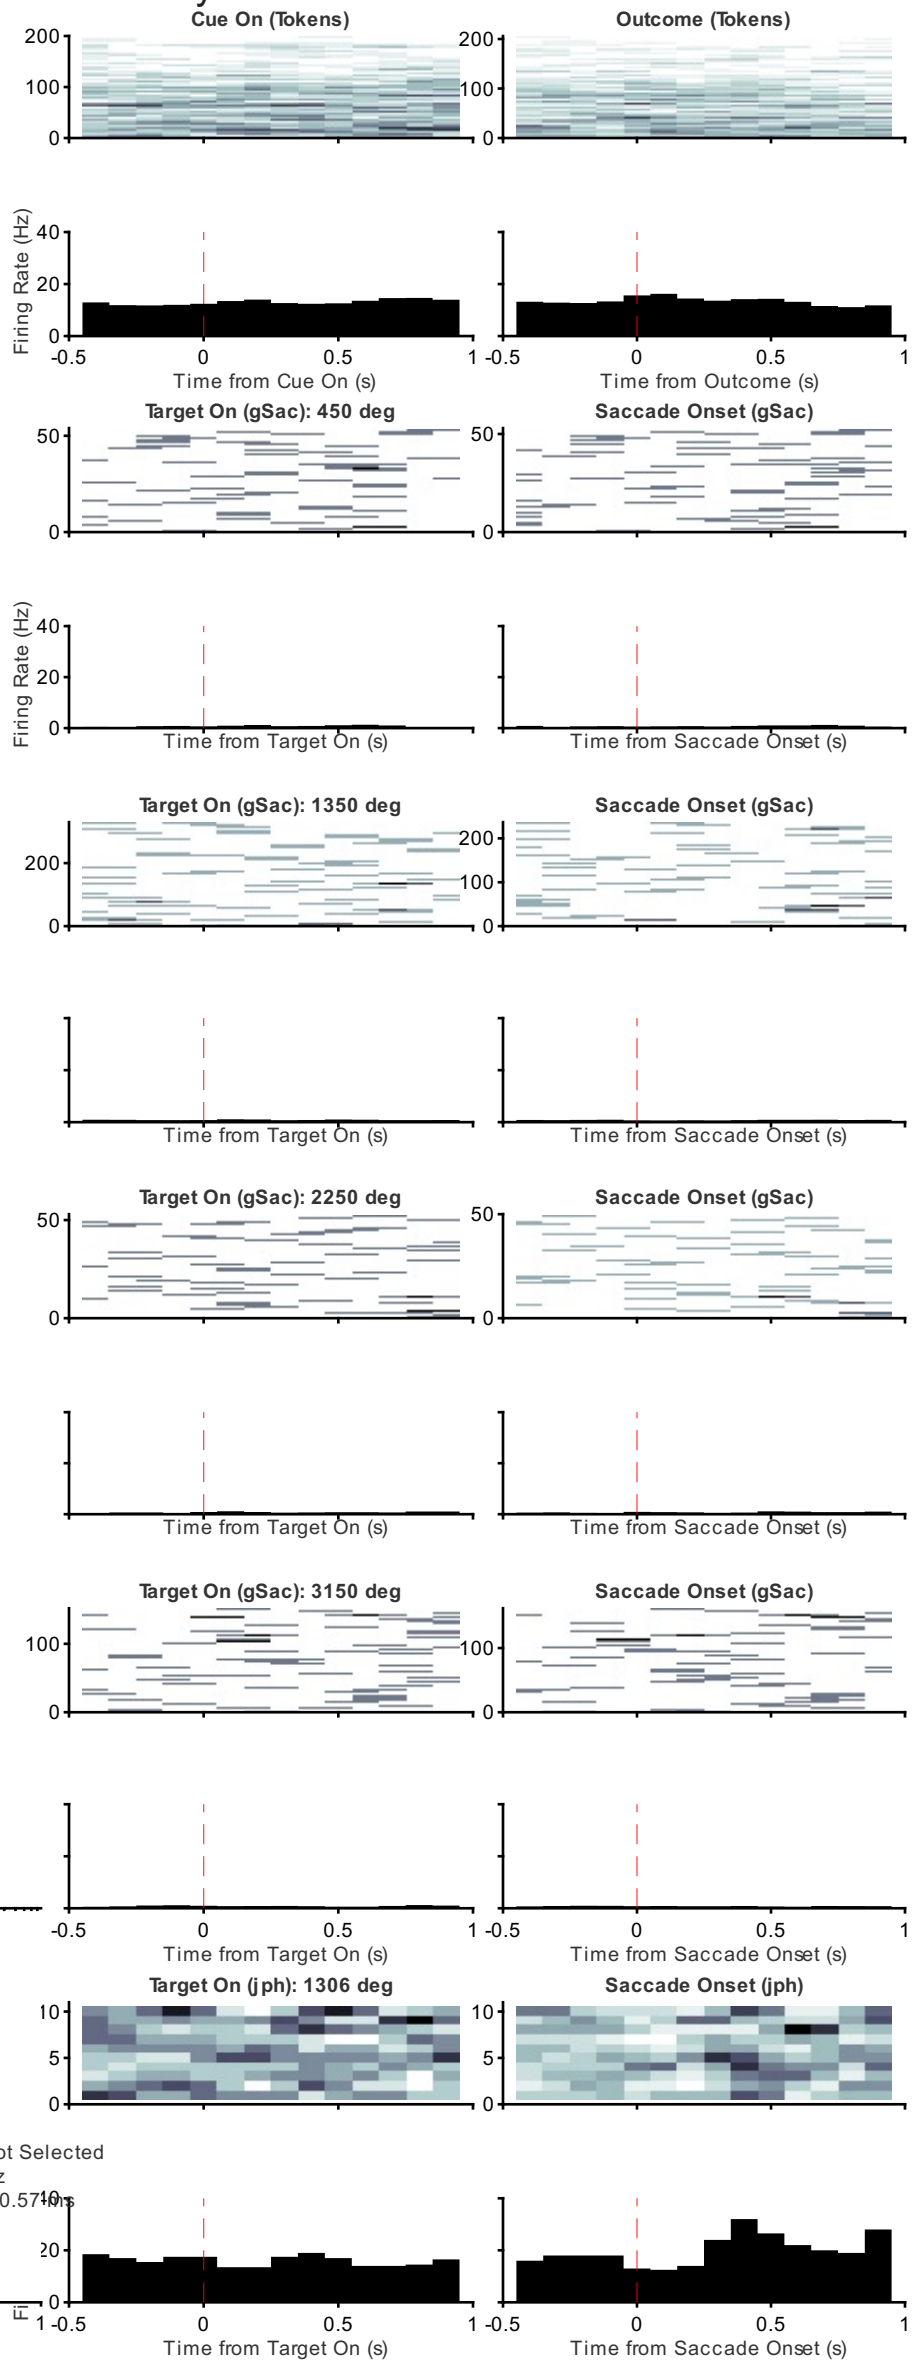 y
Cue On (Tokens) Outcome (Tokens)
200 200
100 100
0 0
Firing Rate (Hz)
40
20
0
-0.5 0 0.5 1 -0.5 0 0.5 1
Time from Cue On (s) Time from Outcome (s)
Target On (gSac): 450 deg Saccade Onset (gSac)
50 50
0 0
Firing Rate (Hz)
40
20
0
Time from Target On (s) Time from Saccade Onset (s)
Target On (gSac): 1350 deg Saccade Onset (gSac)
200 200
100
0 0
Time from Target On (s) Time from Saccade Onset (s)
Target On (gSac): 2250 deg Saccade Onset (gSac)
50 50
0 0
Time from Target On (s) Time from Saccade Onset (s)
Target On (gSac): 3150 deg Saccade Onset (gSac)
100 100
0 0
-0.5 0 0.5 1 -0.5 0 0.5 1
Time from Target On (s) Time from Saccade Onset (s)
Target On (jph): 1306 deg Saccade Onset (jph)
10 10
5 5
0 0
ot Selected
z
0.57 ms
40
20
0
Fi
1 -0.5 0 0.5 1 -0.5 0 0.5 1
Time from Target On (s) Time from Saccade Onset (s)